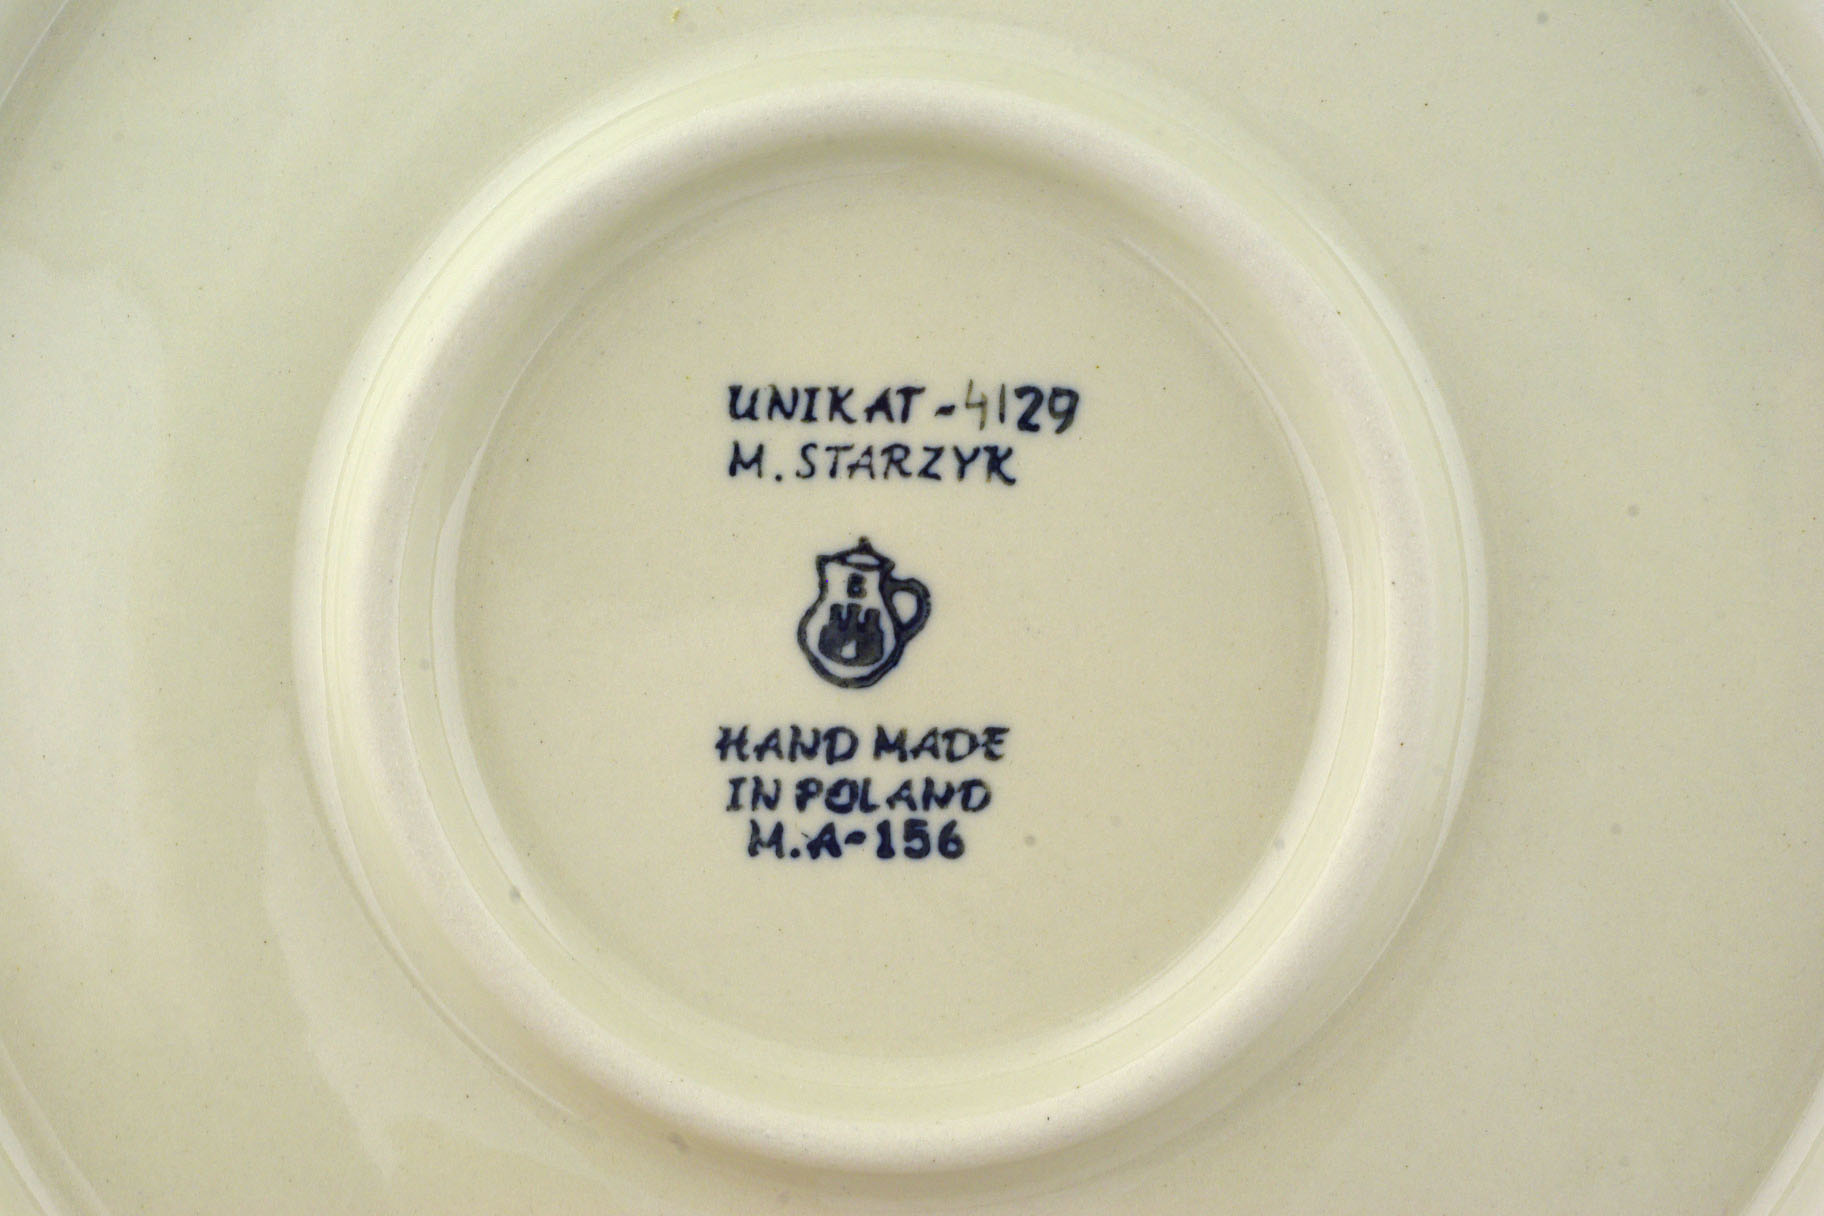 UNIKAT-4129
M. STARZYK
B
HAND MADE
IN POLAND
M.A-156